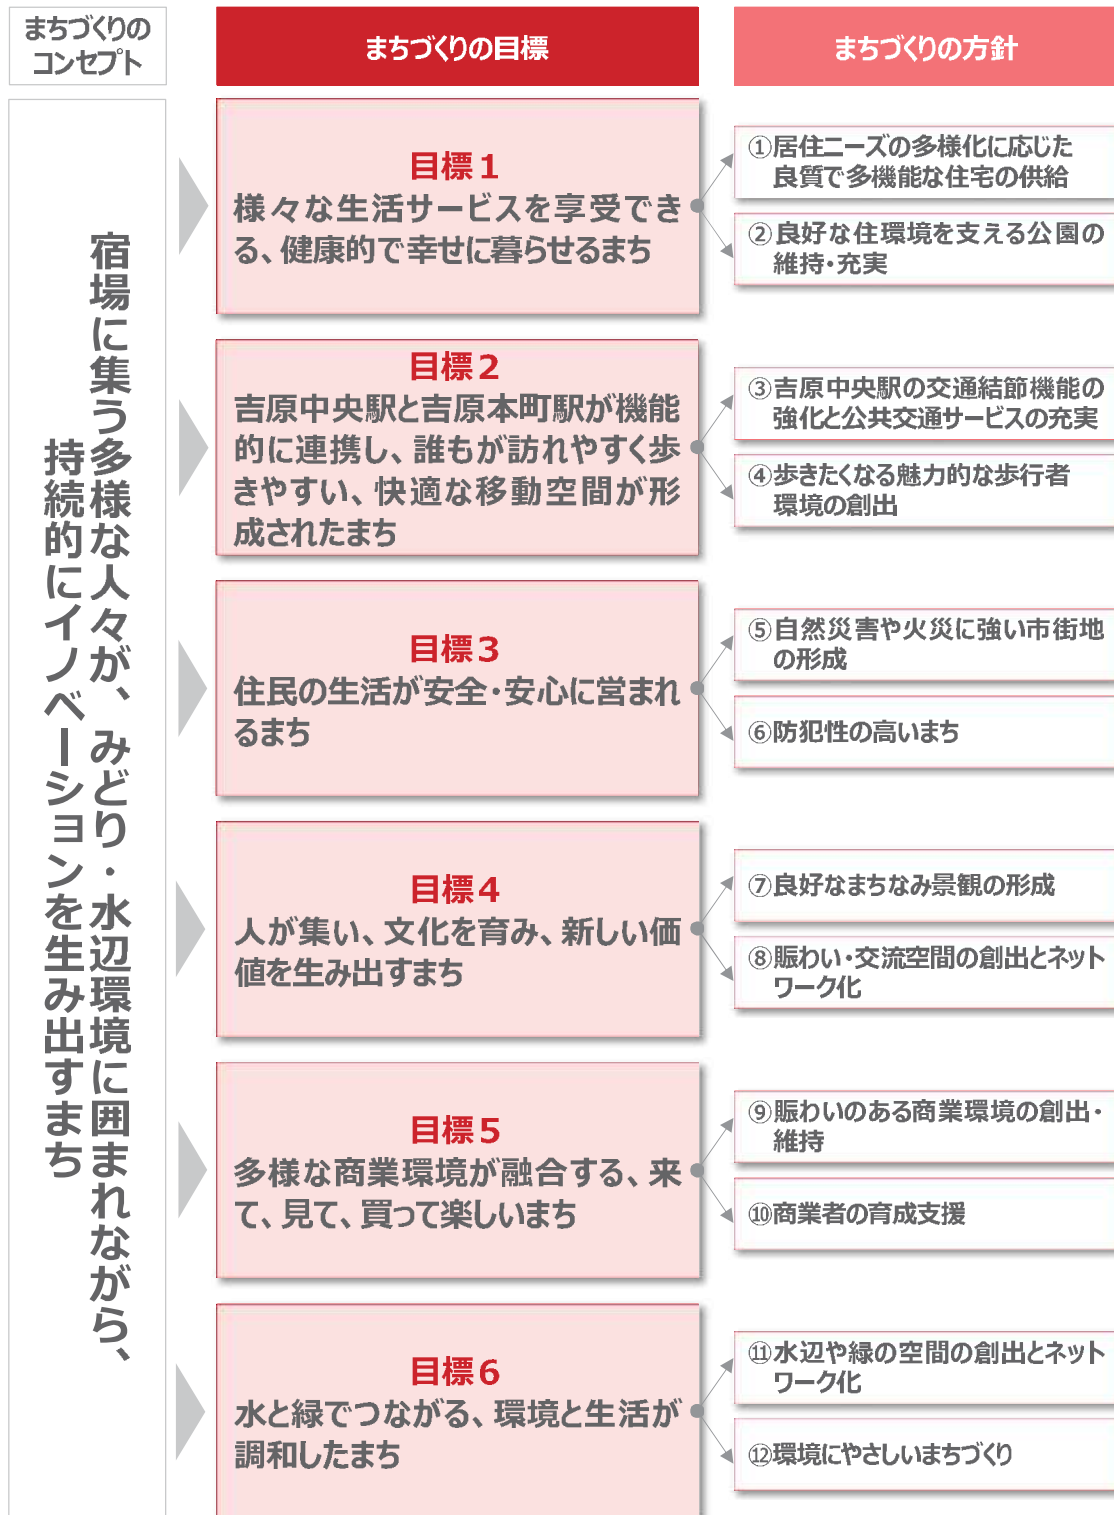 まちづくりの
コンセプト
まちづくりの目標
まちづくりの方針
宿場に集う多様な人々が、みどり・水辺環境に囲まれながら、
持続的にイノベーションを生み出すまち
目標1
様々な生活サービスを享受でき
る、健康的で幸せに暮らせるまち
①居住ニーズの多様化に応じた
良質で多機能な住宅の供給
②良好な住環境を支える公園の
維持・充実
目標2
吉原中央駅と吉原本町駅が機能
的に連携し、誰もが訪れやすく歩
きやすい、快適な移動空間が形
成されたまち
③吉原中央駅の交通結節機能の
強化と公共交通サービスの充実
④歩きたくなる魅力的な歩行者
環境の創出
目標3
住民の生活が安全・安心に営まれ
るまち
⑤自然災害や火災に強い市街地
の形成
⑥防犯性の高いまち
目標4
人が集い、文化を育み、新しい価
値を生み出すまち
⑦良好なまちなみ景観の形成
⑧賑わい・交流空間の創出とネット
ワーク化
目標5
多様な商業環境が融合する、来
て、見て、買って楽しいまち
⑨賑わいのある商業環境の創出・
維持
⑩商業者の育成支援
目標6
水と緑でつながる、環境と生活が
調和したまち
⑪水辺や緑の空間の創出とネット
ワーク化
⑫環境にやさしいまちづくり